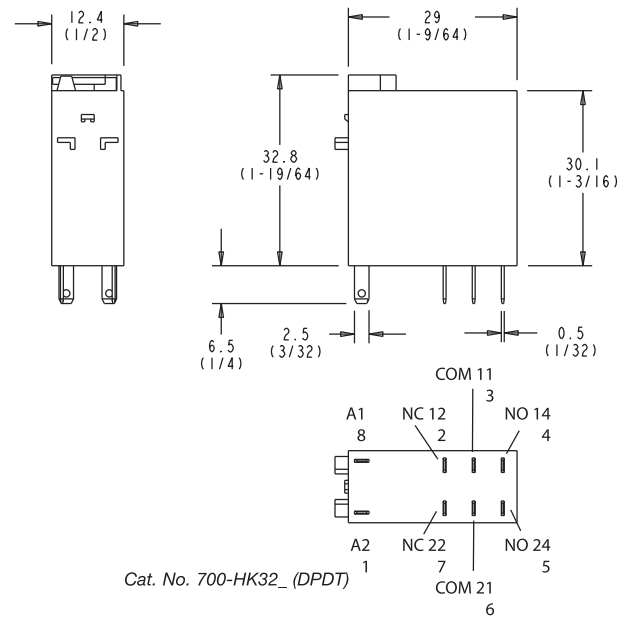 12.4
(1/2)
29
(1-9/64)
32.8
(1-19/64)
30.1
(1-3/16)
6.5
(1/4)
2.5
(3/32)
0.5
(1/32)
COM 11
3
A1
8
NC 12
2
NO 14
4
A2
1
NC 22
7
NO 24
5
COM 21
6
Cat. No. 700-HK32_ (DPDT)